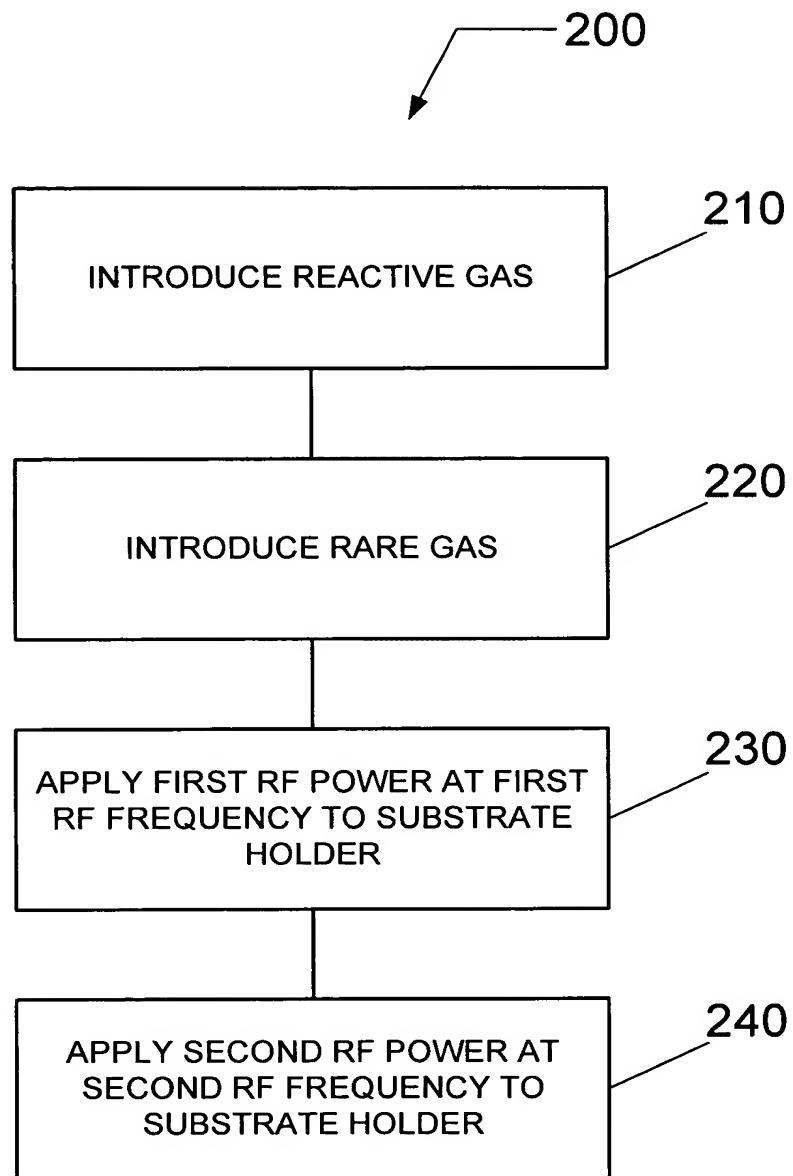 200
210
INTRODUCE REACTIVE GAS
220
INTRODUCE RARE GAS
230
APPLY FIRST RF POWER AT FIRST
RF FREQUENCY TO SUBSTRATE
HOLDER
240
APPLY SECOND RF POWER AT
SECOND RF FREQUENCY TO
SUBSTRATE HOLDER